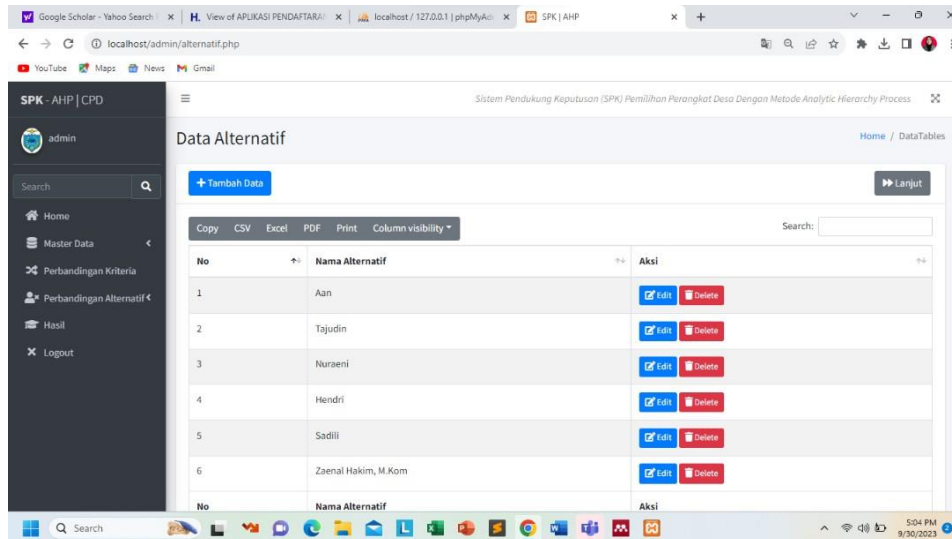 Google Scholar - Yahoo Search
View of APLIKASI PENDAFTARA
localhost / 127.0.0.1 | phpMyAd
SPK | AHP
localhost/admin/alternatif.php
YouTube Maps News Gmail
SPK - AHP | CPD
Sistem Pendukung Keputusan (SPK) Pemilihan Perangkat Desa Dengan Metode Analytic Hierarchy Process
admin
Data Alternatif
Home / DataTables
Search
Tambah Data
Lanjut
Home
Master Data
Perbandingan Kriteria
Perbandingan Alternatif
Hasil
Logout
Copy CSV Excel PDF Print Column visibility
Search:
No Nama Alternatif Aksi
1 Aan Edit Delete
2 Tajudin Edit Delete
3 Nuraeni Edit Delete
4 Hendri Edit Delete
5 Sadili Edit Delete
6 Zaenal Hakim, M.Kom Edit Delete
No Nama Alternatif Aksi
Search
5:04 PM
9/30/2023